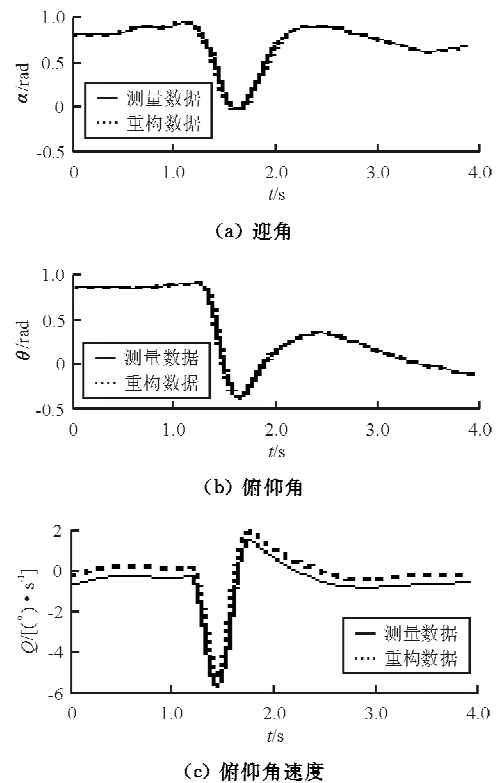 1.0
0.5
0
-0.5
α/rad
测量数据
重构数据
0
1.0
2.0
3.0
4.0
t/s
(a) 迎角
1.0
0.5
0
-0.5
θ/rad
测量数据
重构数据
0
1.0
2.0
3.0
4.0
t/s
(b) 俯仰角
2
0
-2
-4
-6
Q/[(°)·s⁻¹]
测量数据
重构数据
0
1.0
2.0
3.0
4.0
t/s
(c) 俯仰角速度